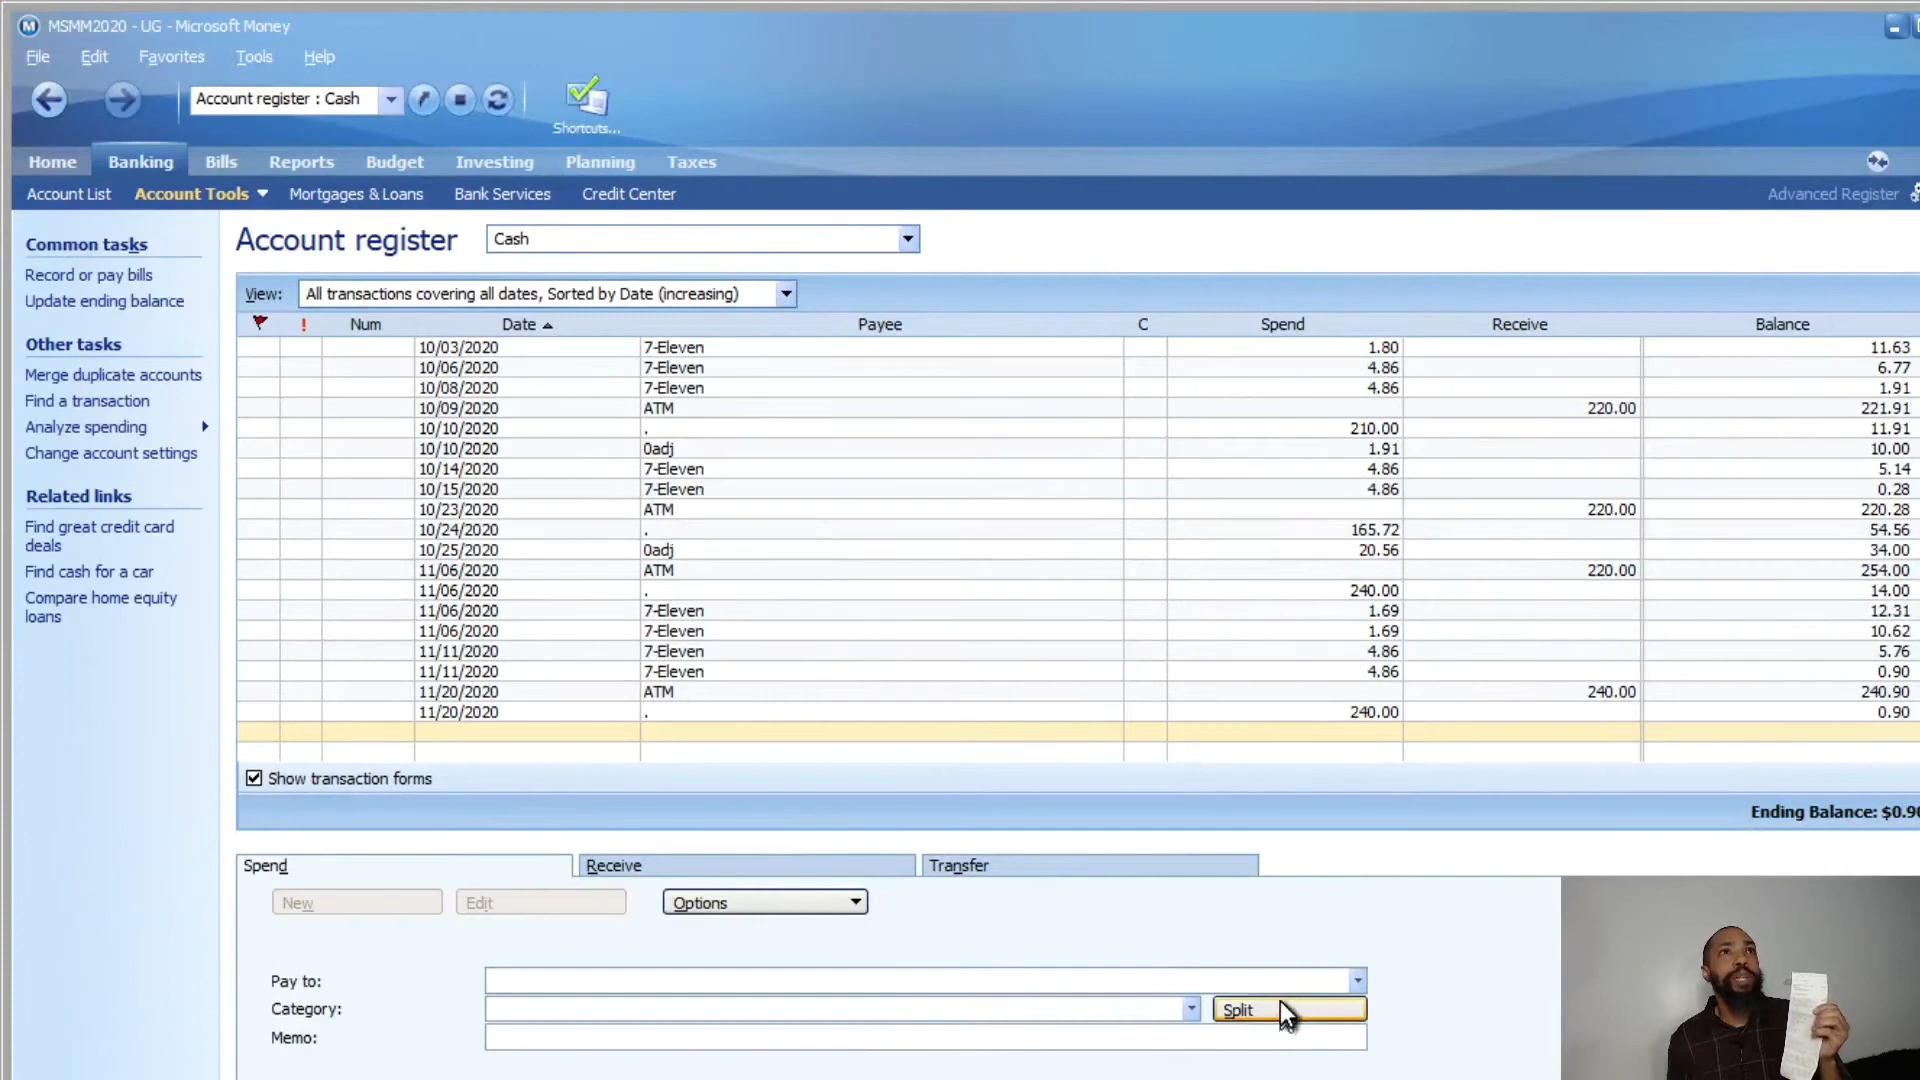 MSMM2020 - UG - Microsoft Money
File Edit Favorites Tools Help
Account register : Cash
Shortcuts...
Home Banking Bills Reports Budget Investing Planning Taxes
Account List Account Tools Mortgages & Loans Bank Services Credit Center Advanced Register
Common tasks
Record or pay bills
Update ending balance
Other tasks
Merge duplicate accounts
Find a transaction
Analyze spending
Change account settings
Related links
Find great credit card
deals
Find cash for a car
Compare home equity
loans
Account register Cash
View: All transactions covering all dates, Sorted by Date (increasing)
! Num Date Payee C Spend Receive Balance
10/03/2020 7-Eleven 1.80 11.63
10/06/2020 7-Eleven 4.86 6.77
10/08/2020 7-Eleven 4.86 1.91
10/09/2020 ATM 220.00 221.91
10/10/2020 . 210.00 11.91
10/10/2020 0adj 1.91 10.00
10/14/2020 7-Eleven 4.86 5.14
10/15/2020 7-Eleven 4.86 0.28
10/23/2020 ATM 220.00 220.28
10/24/2020 . 165.72 54.56
10/25/2020 0adj 20.56 34.00
11/06/2020 ATM 220.00 254.00
11/06/2020 . 240.00 14.00
11/06/2020 7-Eleven 1.69 12.31
11/06/2020 7-Eleven 1.69 10.62
11/11/2020 7-Eleven 4.86 5.76
11/11/2020 7-Eleven 4.86 0.90
11/20/2020 ATM 240.00 240.90
11/20/2020 . 240.00 0.90
Show transaction forms
Ending Balance: $0.90
Spend Receive Transfer
New Edit Options
Pay to:
Category: Split
Memo: